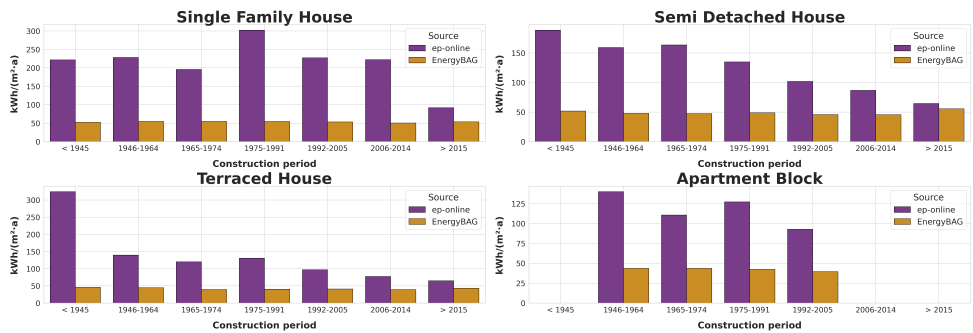 Single Family House
kWh/(m²·a)
300
250
200
150
100
50
0
Source
ep-online
EnergyBAG
< 1945
1946-1964
1965-1974
1975-1991
1992-2005
2006-2014
> 2015
Construction period
Semi Detached House
kWh/(m²·a)
150
100
50
0
Source
ep-online
EnergyBAG
< 1945
1946-1964
1965-1974
1975-1991
1992-2005
2006-2014
> 2015
Construction period
Terraced House
kWh/(m²·a)
300
250
200
150
100
50
0
Source
ep-online
EnergyBAG
< 1945
1946-1964
1965-1974
1975-1991
1992-2005
2006-2014
> 2015
Construction period
Apartment Block
kWh/(m²·a)
125
100
75
50
25
0
Source
ep-online
EnergyBAG
< 1945
1946-1964
1965-1974
1975-1991
1992-2005
2006-2014
> 2015
Construction period